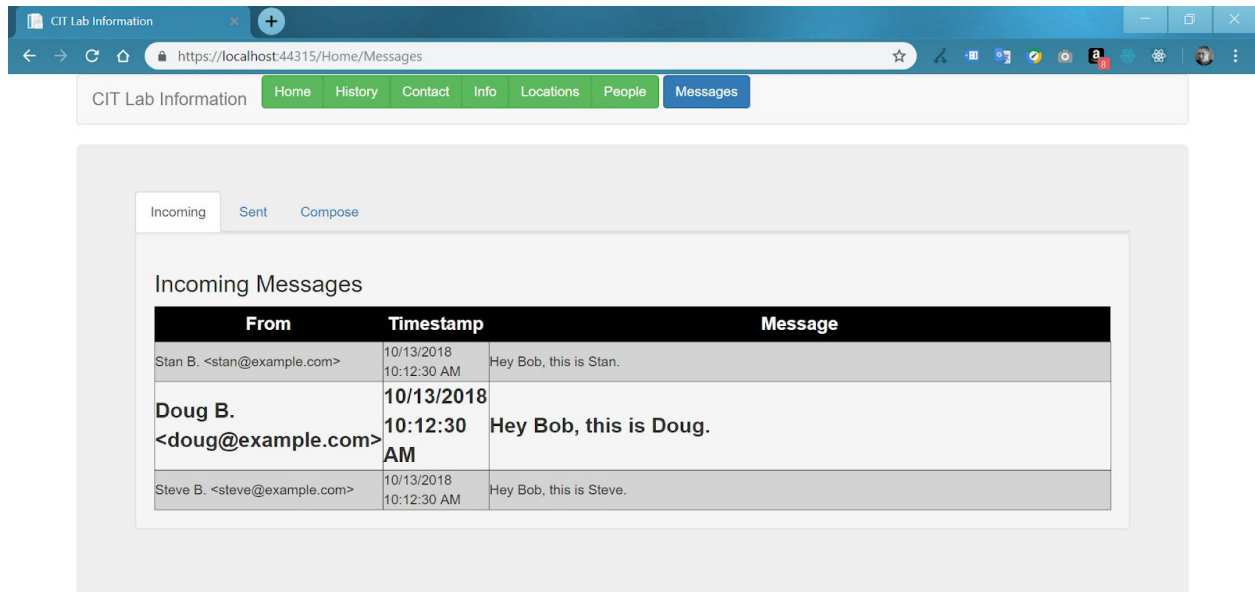 CIT Lab Information
https://localhost:44315/Home/Messages
8
CIT Lab Information Home History Contact Info Locations People Messages
Incoming Sent Compose
Incoming Messages
From Timestamp Message
Stan B. <stan@example.com> 10/13/2018 Hey Bob, this is Stan.
10:12:30 AM
Doug B. 10/13/2018
<doug@example.com> 10:12:30 Hey Bob, this is Doug.
AM
Steve B. <steve@example.com> 10/13/2018 Hey Bob, this is Steve.
10:12:30 AM